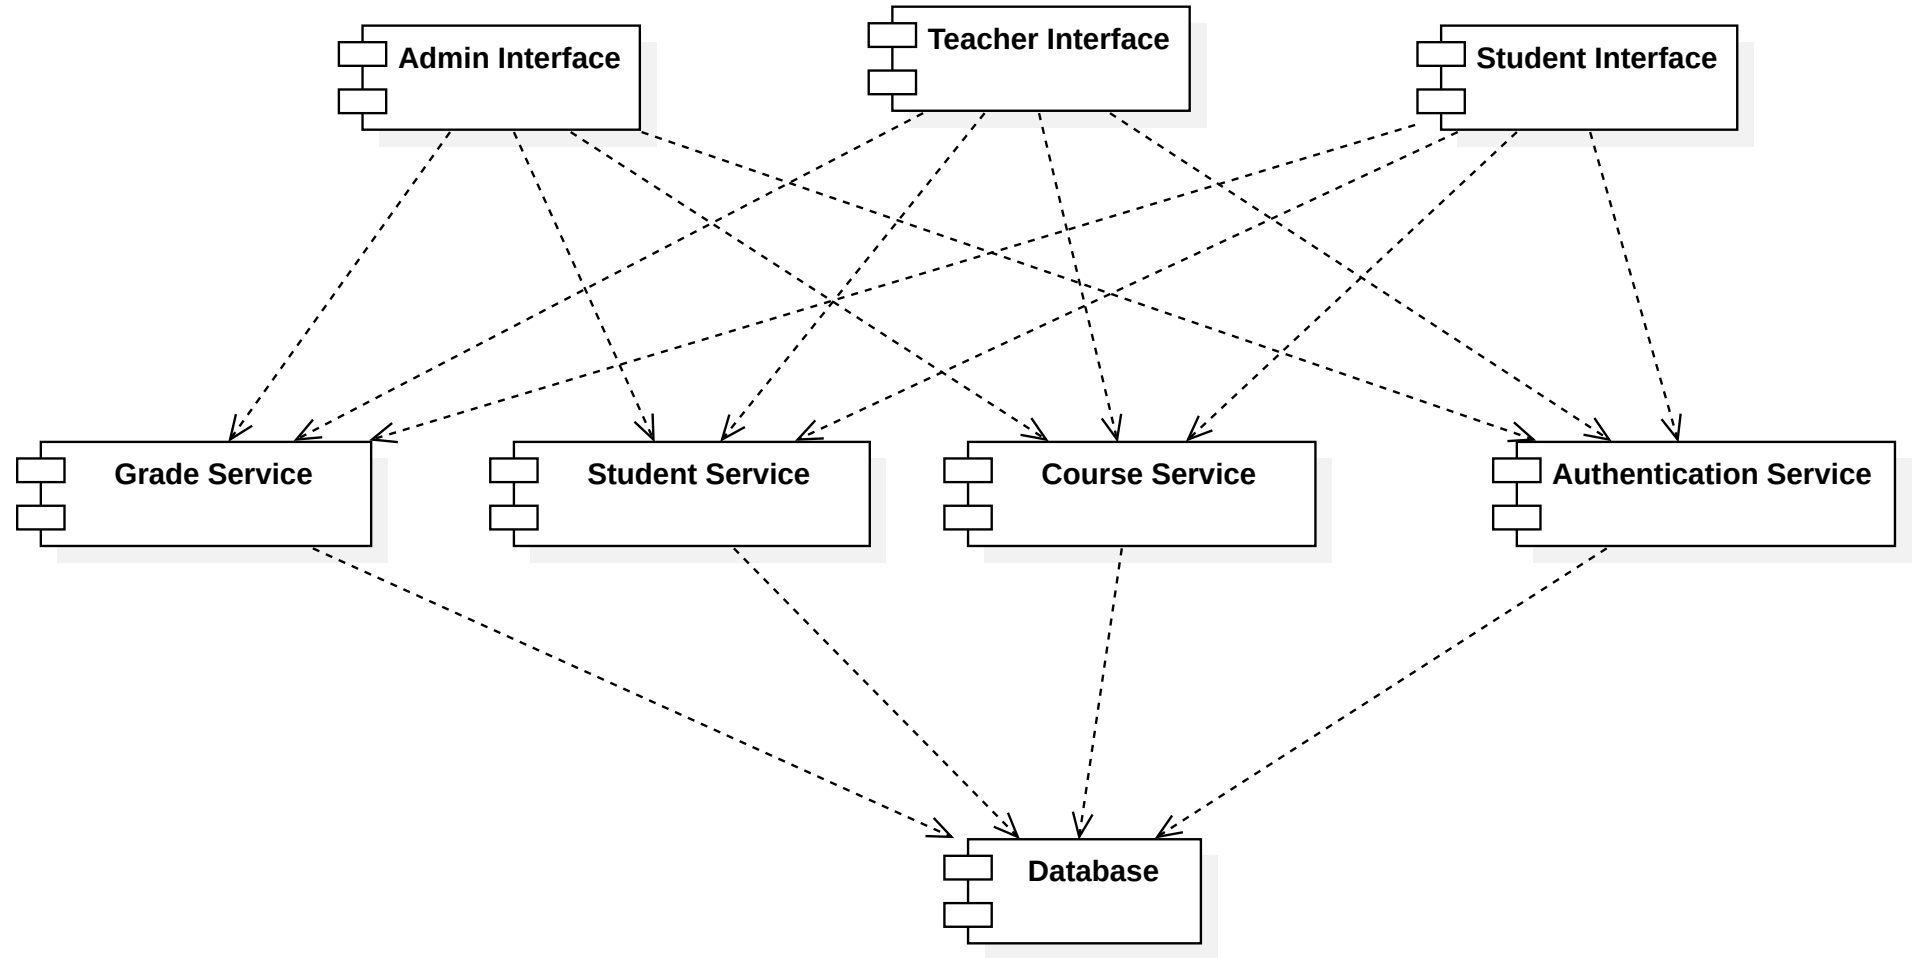 Admin Interface
Teacher Interface
Student Interface
Grade Service
Student Service
Course Service
Authentication Service
Database